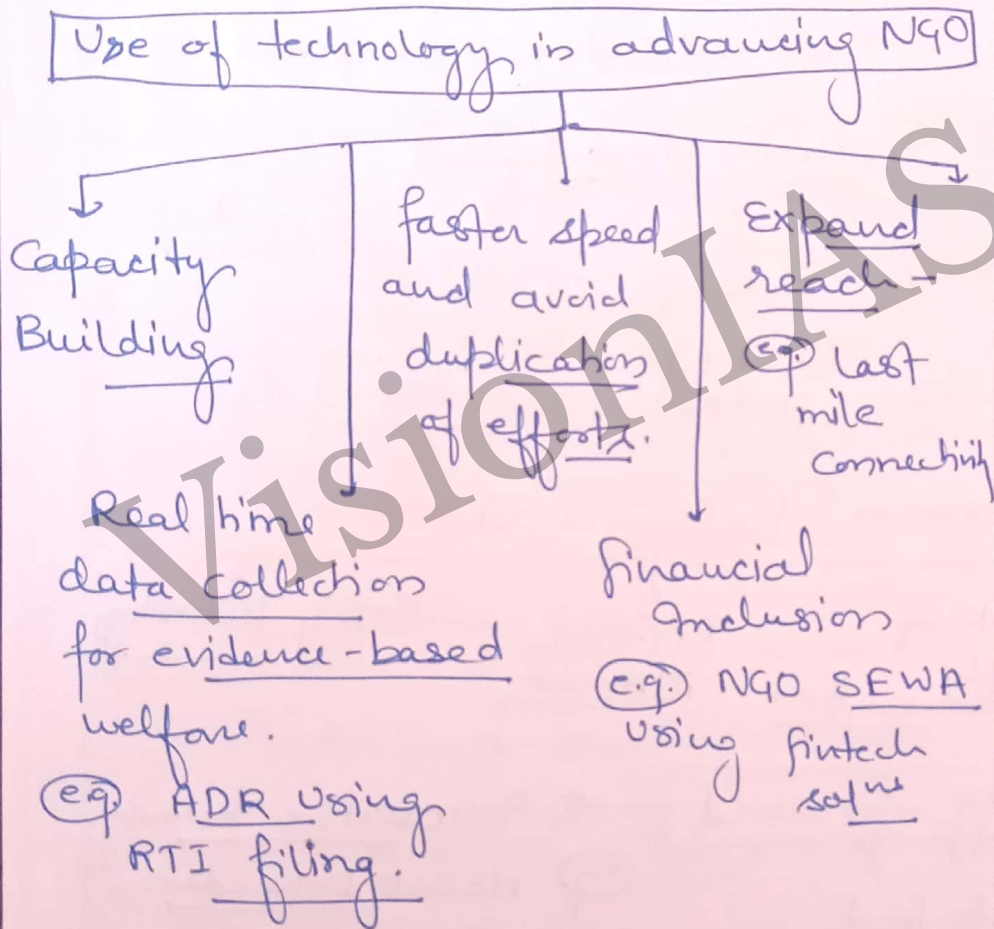 Use of technology in advancing NGO
Capacity
Building
Real time
data collection
for evidence-based
welfare.
e.g. ADR using
RTI filing.
faster speed
and avoid
duplication
of efforts.
financial
Inclusion
e.g. NGO SEWA
using fintech
solns
Expand
reach -
e.g. last
mile
connectivity
VisionIAS